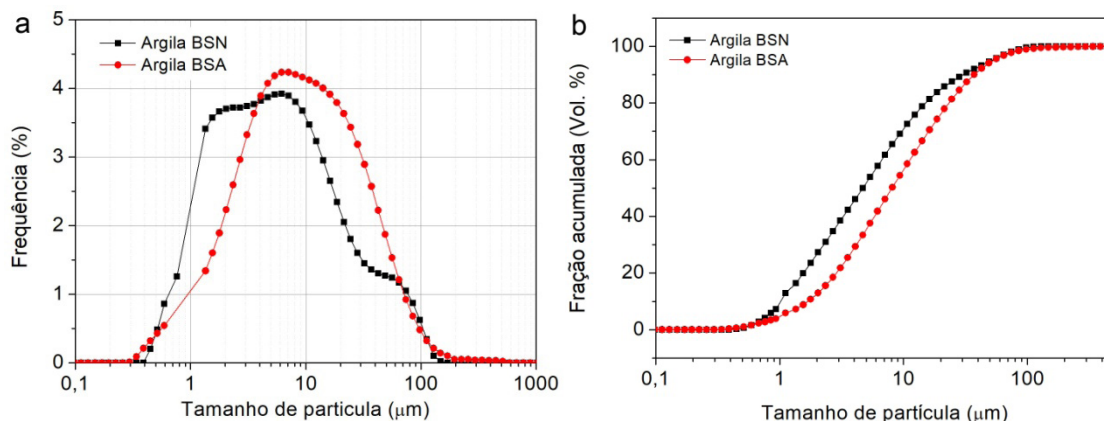 a
Argila BSN
Argila BSA
Frequência (%)
5
4
3
2
1
0
0,1
1
10
100
1000
Tamanho de particula (μm)
b
Argila BSN
Argila BSA
Fração acumulada (Vol. %)
100
80
60
40
20
0
0,1
1
10
100
Tamanho de partícula (μm)